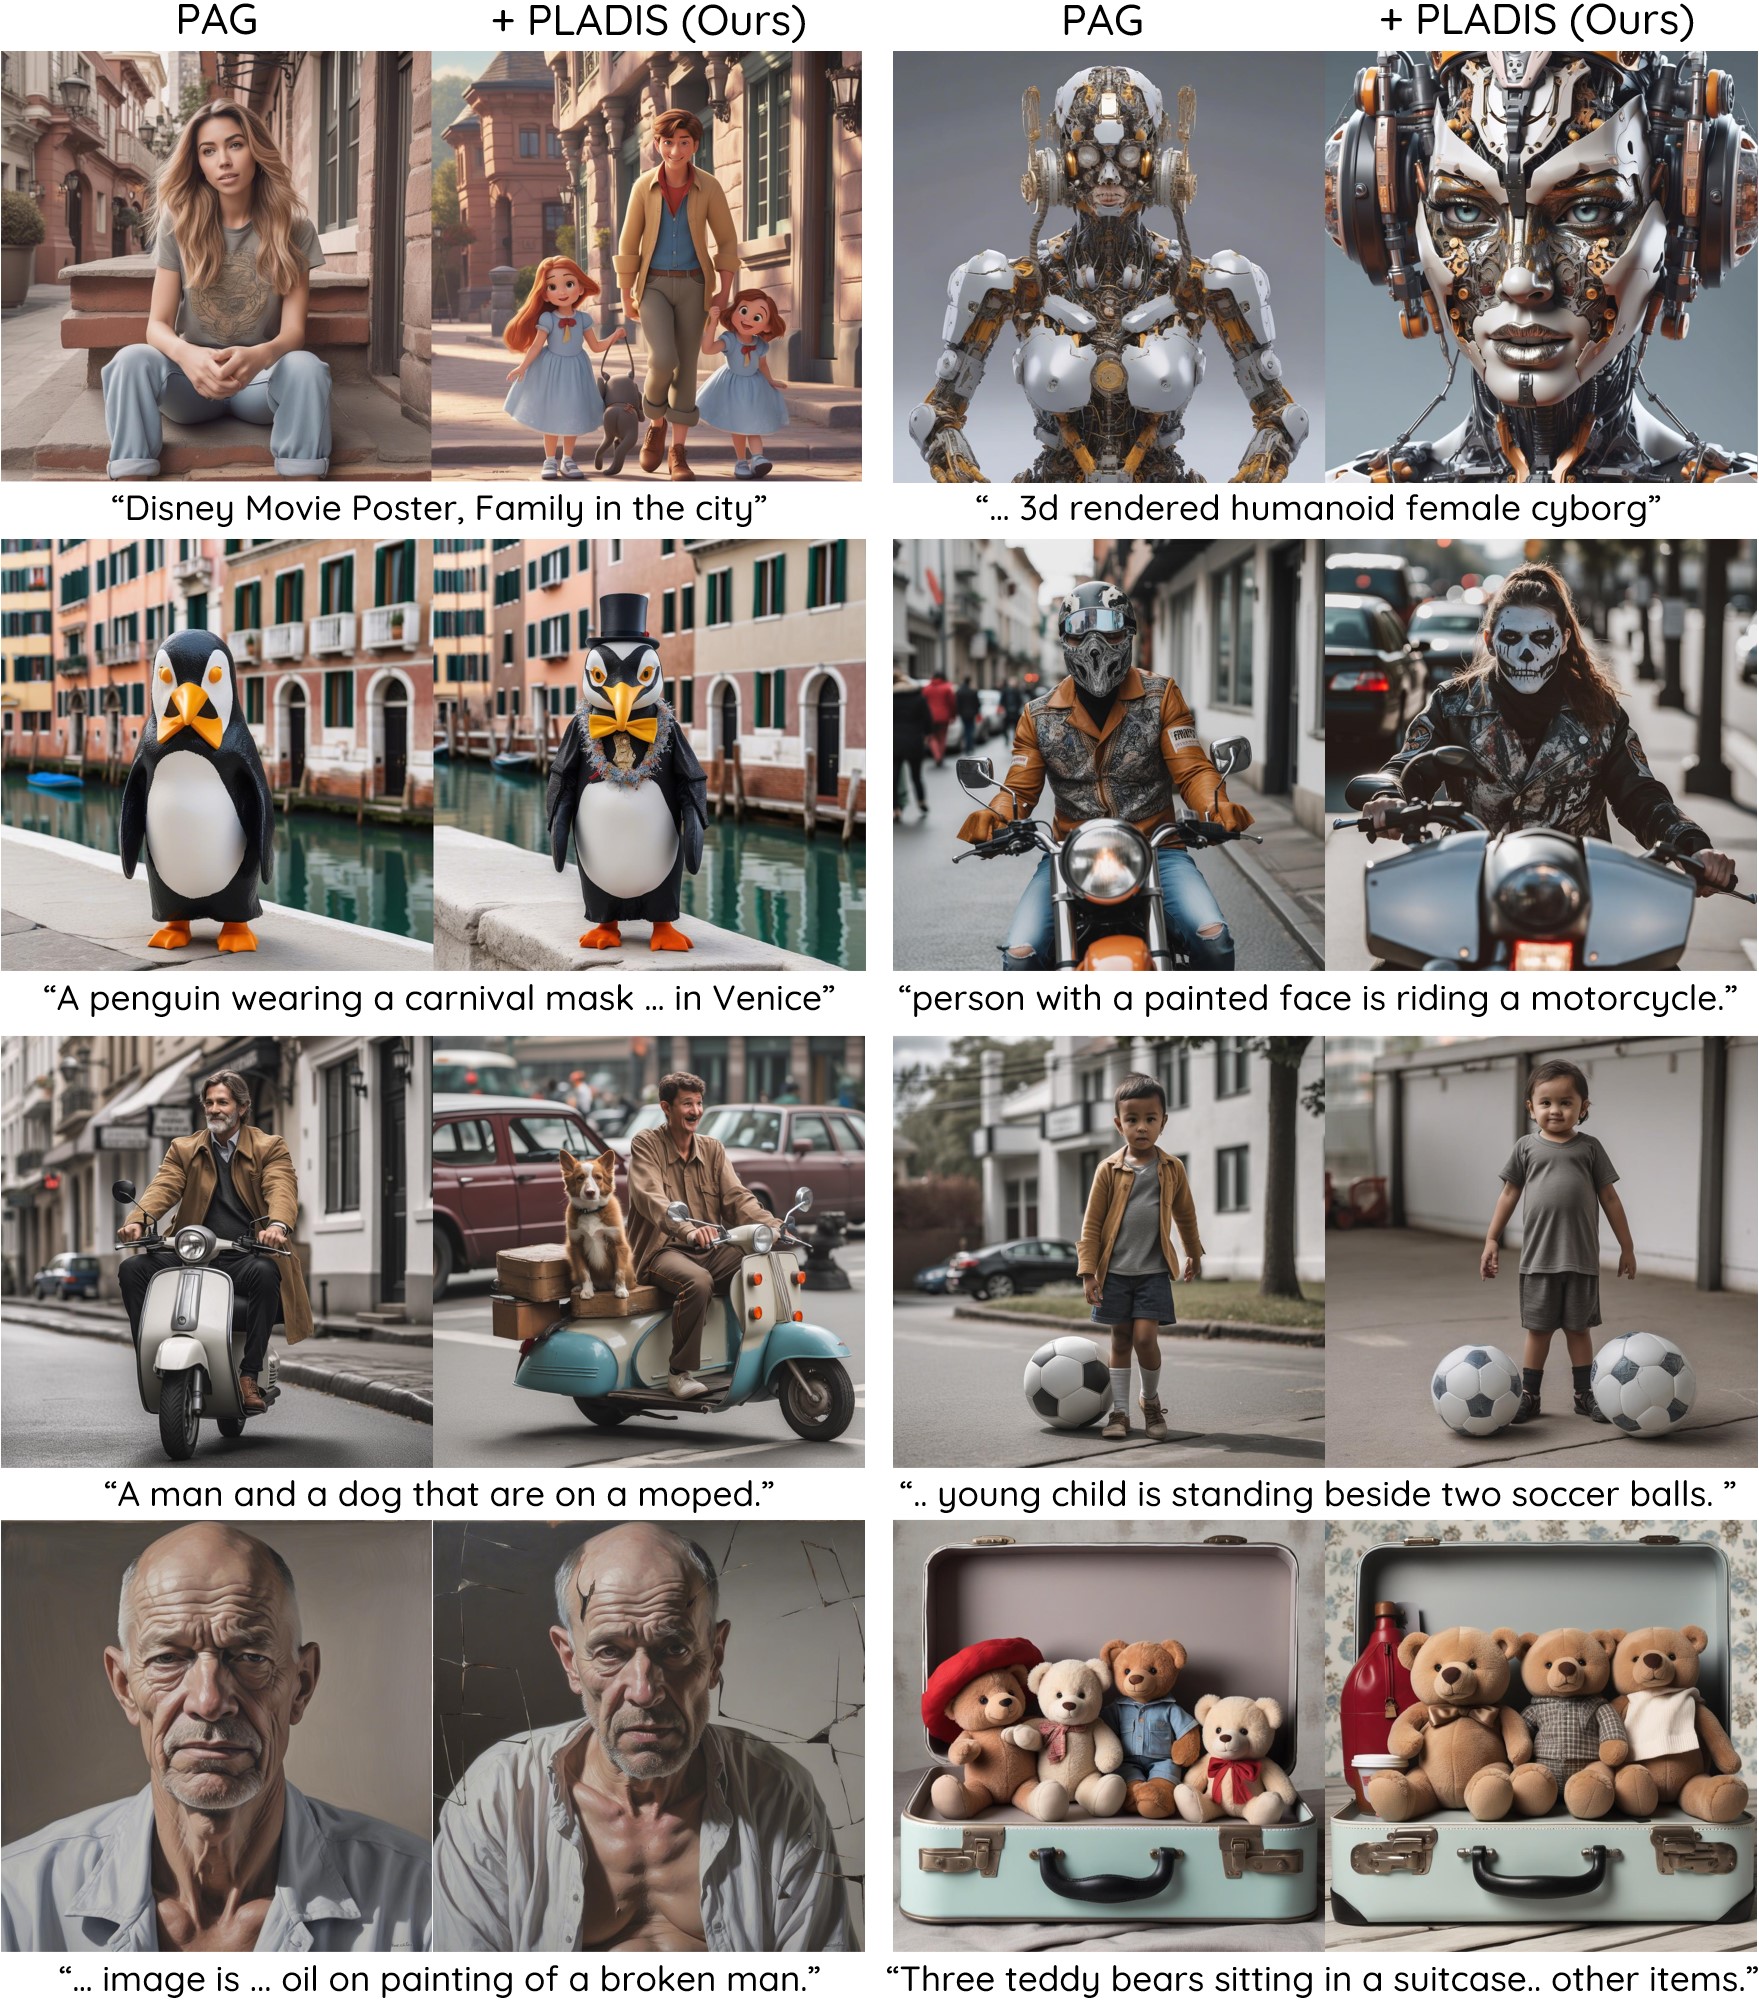 PAG
+ PLADIS (Ours)
PAG
+ PLADIS (Ours)
“Disney Movie Poster, Family in the city”
“... 3d rendered humanoid female cyborg”
“A penguin wearing a carnival mask ... in Venice”
“person with a painted face is riding a motorcycle.”
“A man and a dog that are on a moped.”
“.. young child is standing beside two soccer balls. ”
“... image is ... oil on painting of a broken man.”
“Three teddy bears sitting in a suitcase.. other items.”